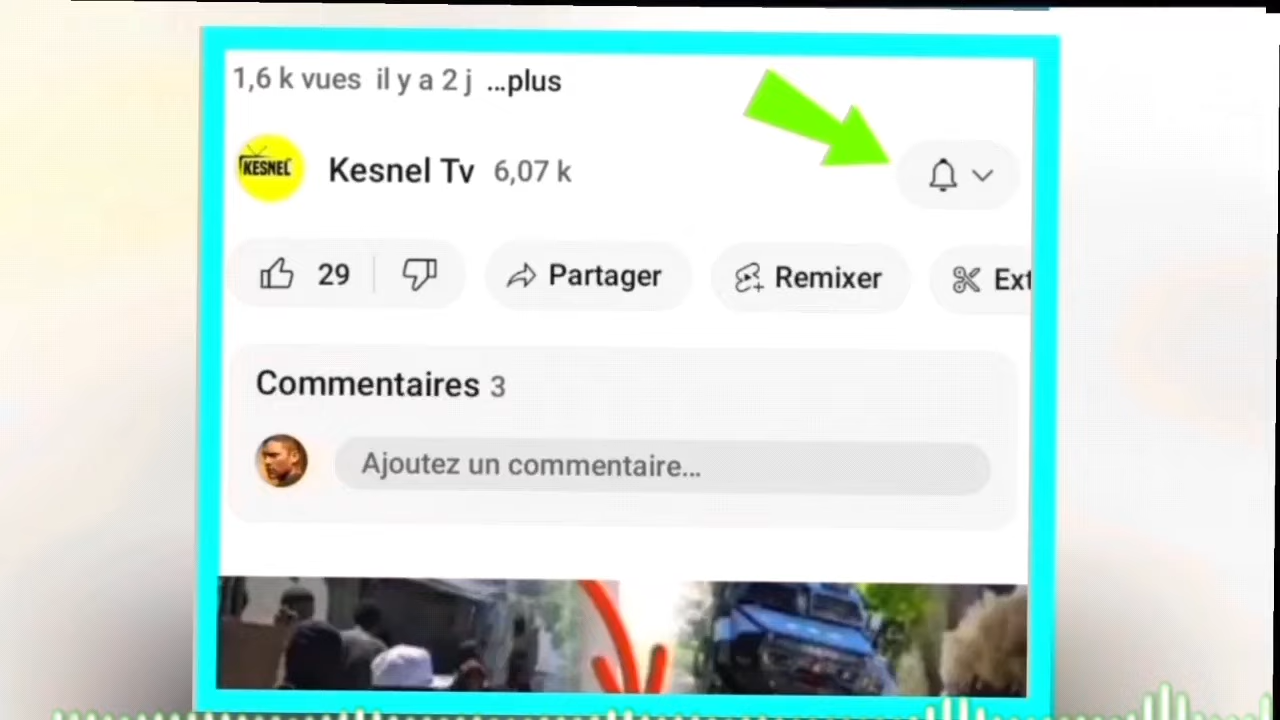 1,6 k vues il y a 2 j ...plus
KESNEL
Kesnel Tv 6,07 k
29
Partager
Remixer
Ext
Commentaires 3
Ajoutez un commentaire...